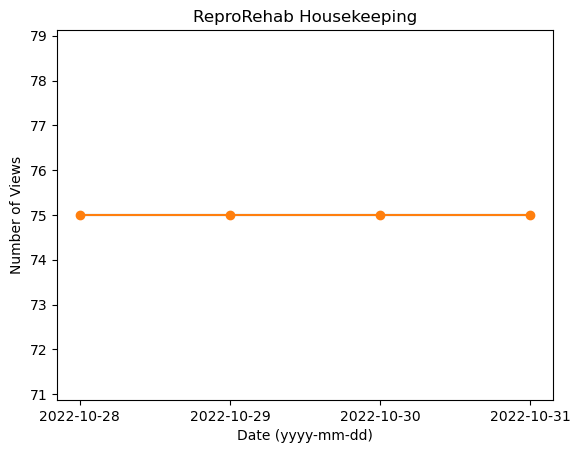 ReproRehab Housekeeping
79
78
77
76
75
74
73
72
71
Number of Views
2022-10-28 2022-10-29 2022-10-30 2022-10-31
Date (yyyy-mm-dd)